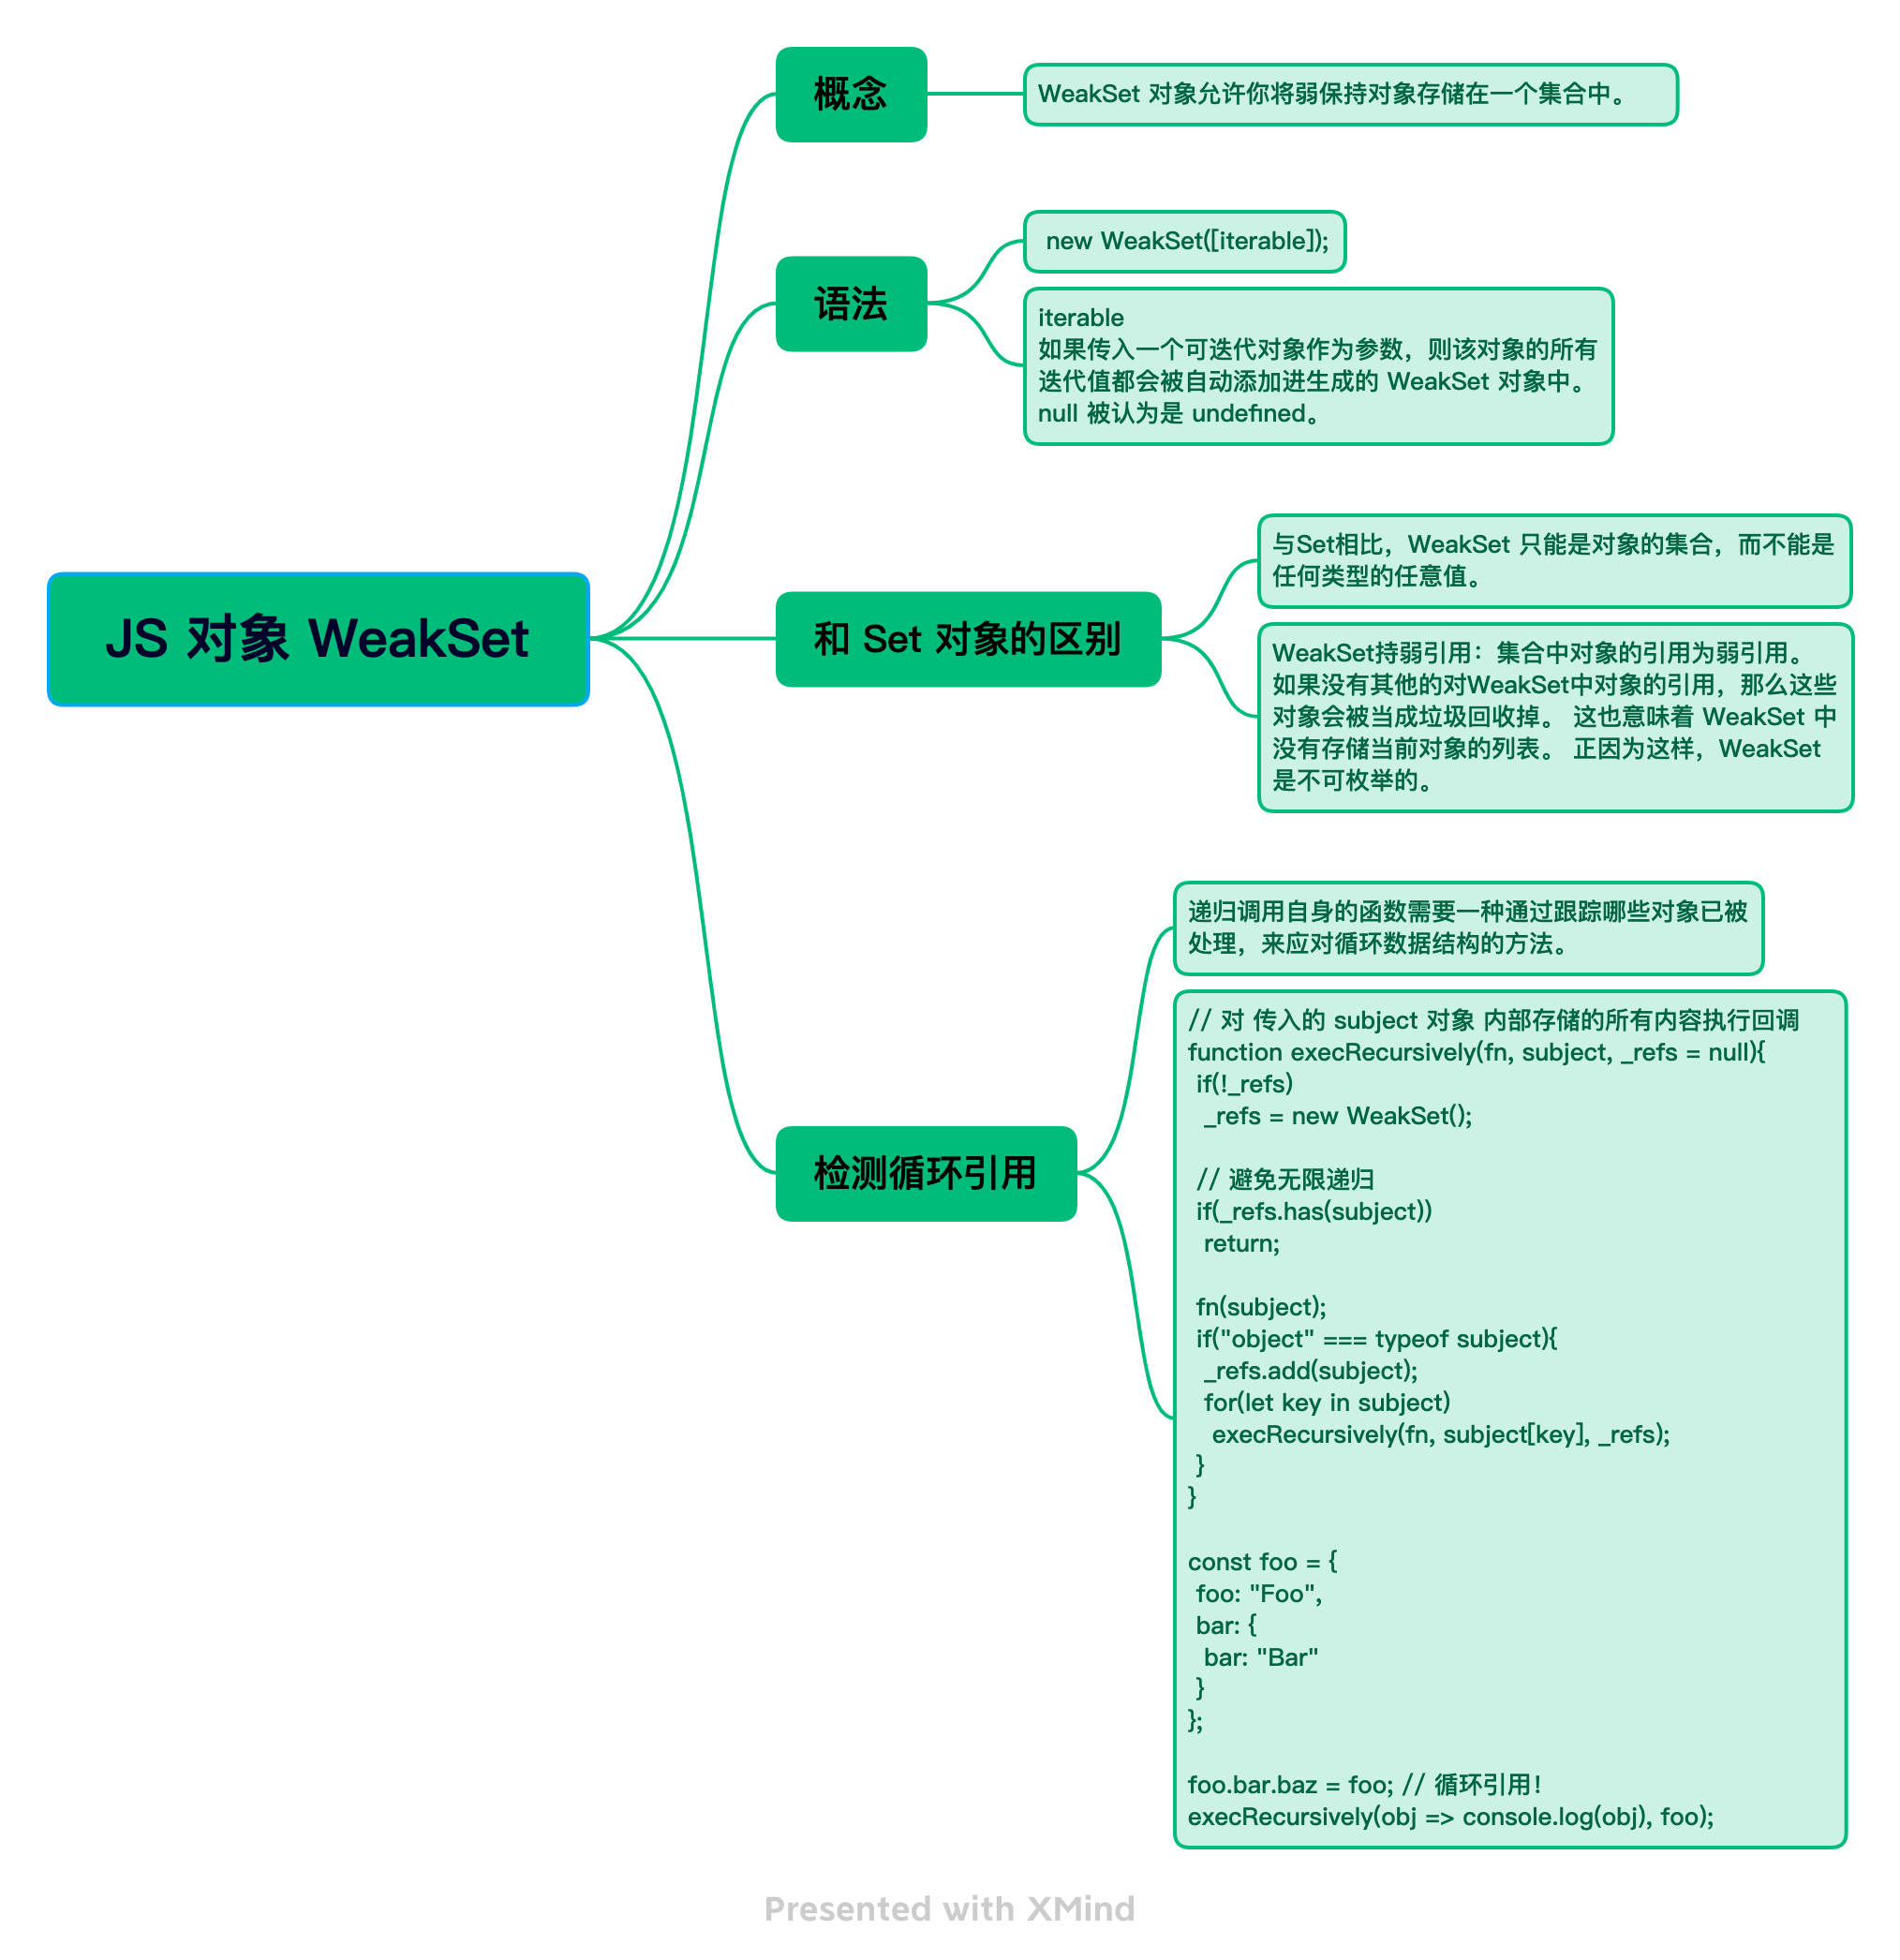 概念
WeakSet 对象允许你将弱保持对象存储在一个集合中。
语法
new WeakSet([iterable]);
iterable
如果传入一个可迭代对象作为参数，则该对象的所有
迭代值都会被自动添加进生成的 WeakSet 对象中。
null 被认为是 undefined。
JS 对象 WeakSet
和 Set 对象的区别
与Set相比，WeakSet 只能是对象的集合，而不能是
任何类型的任意值。
WeakSet持弱引用：集合中对象的引用为弱引用。
如果没有其他的对WeakSet中对象的引用，那么这些
对象会被当成垃圾回收掉。 这也意味着 WeakSet 中
没有存储当前对象的列表。 正因为这样，WeakSet
是不可枚举的。
检测循环引用
递归调用自身的函数需要一种通过跟踪哪些对象已被
处理，来应对循环数据结构的方法。
// 对 传入的 subject 对象 内部存储的所有内容执行回调
function execRecursively(fn, subject, _refs = null){
 if(!_refs)
  _refs = new WeakSet();

 // 避免无限递归
 if(_refs.has(subject))
  return;

 fn(subject);
 if("object" === typeof subject){
  _refs.add(subject);
  for(let key in subject)
   execRecursively(fn, subject[key], _refs);
 }
}

const foo = {
 foo: "Foo",
 bar: {
  bar: "Bar"
 }
};

foo.bar.baz = foo; // 循环引用！
execRecursively(obj => console.log(obj), foo);
Presented with XMind